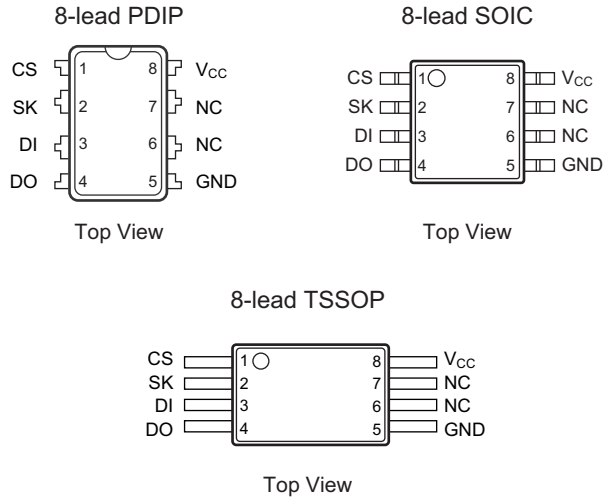 8-lead PDIP
CS 1 8 VCC
SK 2 7 NC
DI 3 6 NC
DO 4 5 GND
Top View
8-lead SOIC
CS 1 8 VCC
SK 2 7 NC
DI 3 6 NC
DO 4 5 GND
Top View
8-lead TSSOP
CS 1 8 VCC
SK 2 7 NC
DI 3 6 NC
DO 4 5 GND
Top View